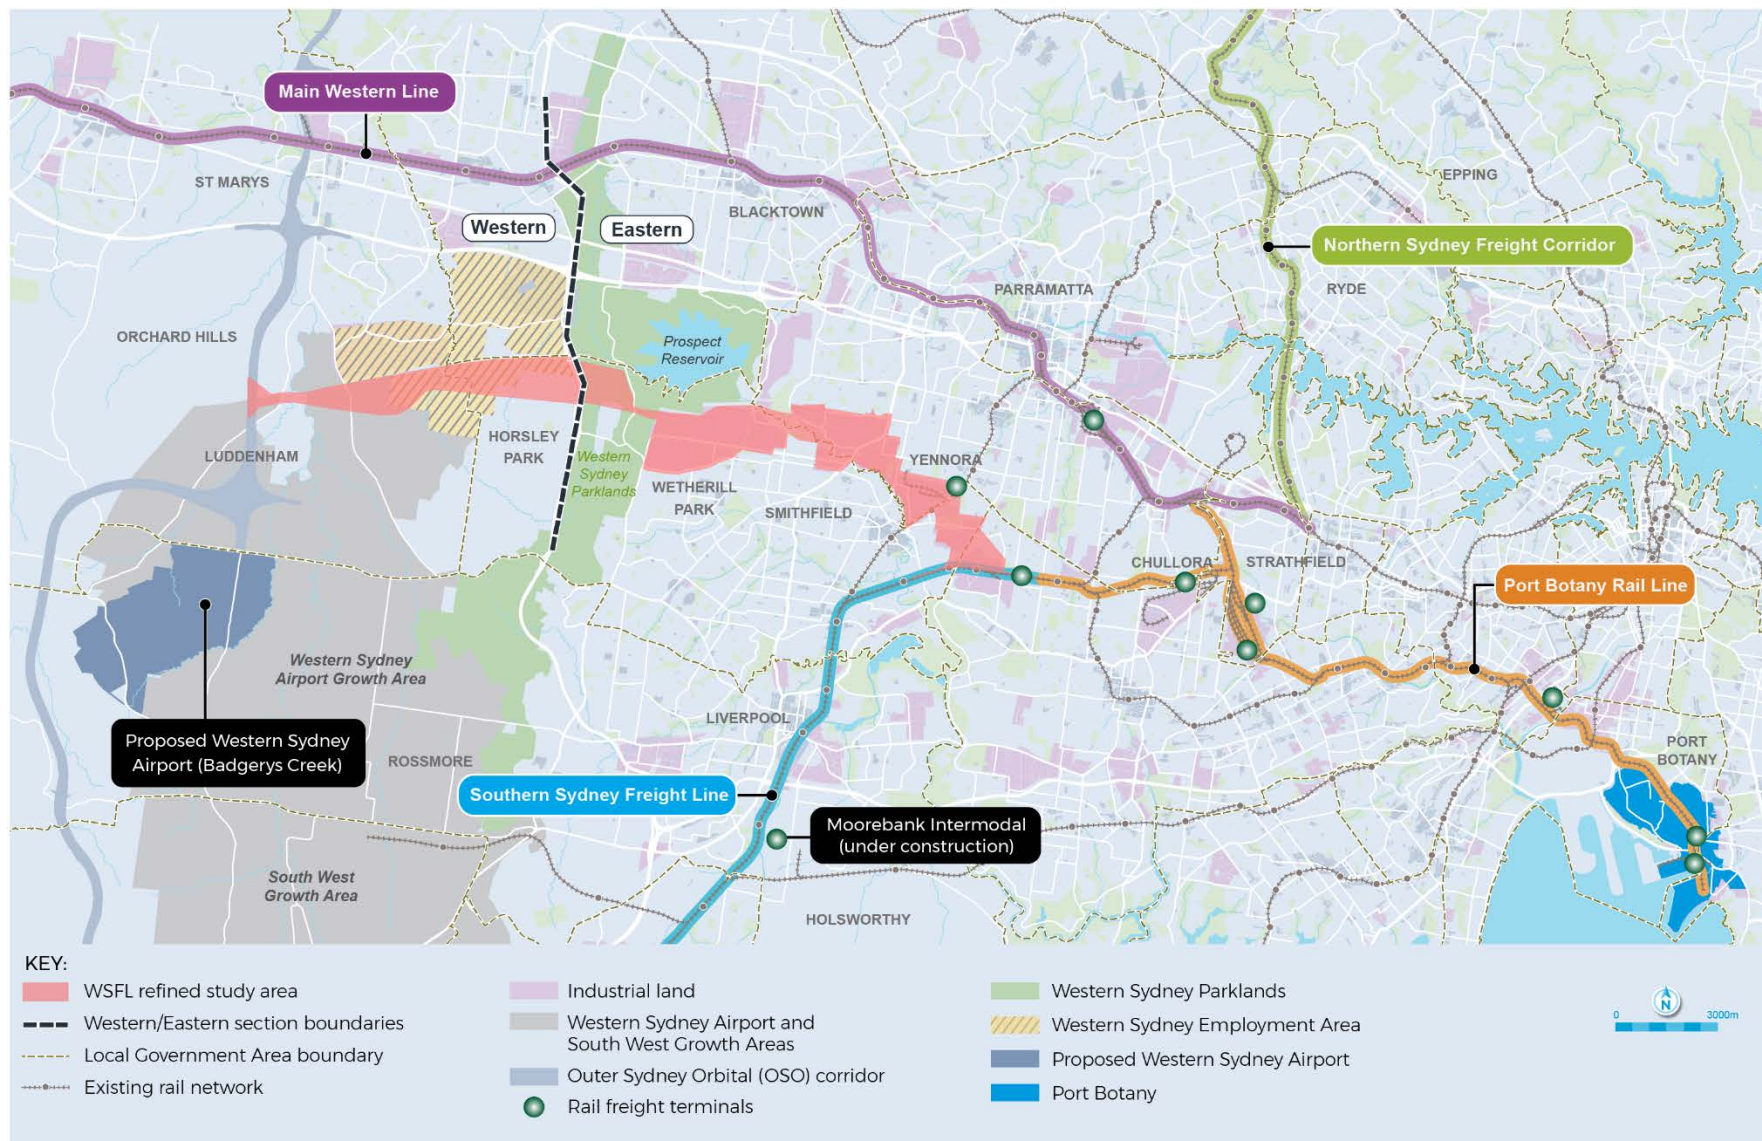 Main Western Line
ST MARYS
EPPING
BLACKTOWN
Western
Eastern
Northern Sydney Freight Corridor
PARRAMATTA
RYDE
ORCHARD HILLS
Prospect
Reservoir
HORSLEY
PARK
LUDDENHAM
Western
Sydney
Parklands
YENNORA
WETHERILL
PARK
SMITHFIELD
CHULLORA
STRATHFIELD
Port Botany Rail Line
Western Sydney
Airport Growth Area
LIVERPOOL
Proposed Western Sydney
Airport (Badgerys Creek)
ROSSMORE
PORT
BOTANY
Southern Sydney Freight Line
Moorebank Intermodal
(under construction)
South West
Growth Area
HOLSWORTHY
KEY:
WSFL refined study area
Western/Eastern section boundaries
Local Government Area boundary
Existing rail network
Industrial land
Western Sydney Airport and
South West Growth Areas
Outer Sydney Orbital (OSO) corridor
Rail freight terminals
Western Sydney Parklands
Western Sydney Employment Area
Proposed Western Sydney Airport
Port Botany
N
0 3000m